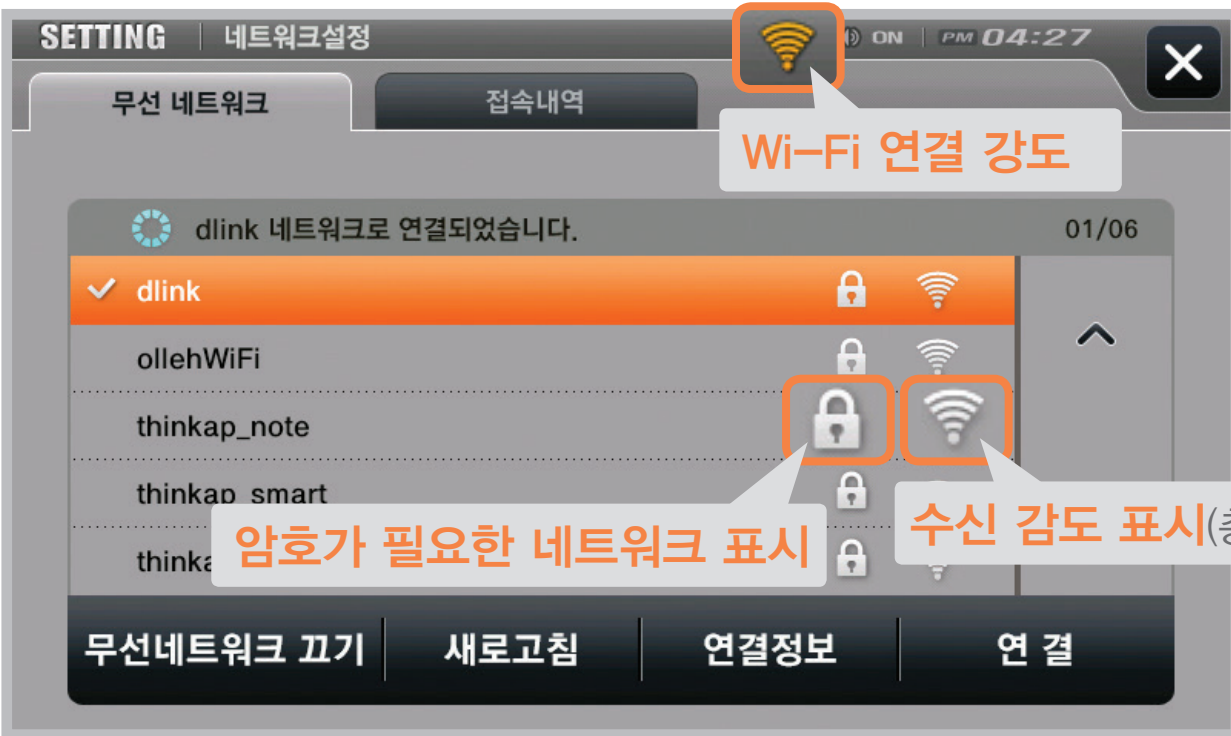 SETTING 네트워크설정
ON PM 04:27
무선 네트워크
접속내역
Wi-Fi 연결 강도
dlink 네트워크로 연결되었습니다.
01/06
dlink
ollehWiFi
thinkap_note
thinkap_smart
암호가 필요한 네트워크 표시
수신 감도 표시(
무선네트워크 끄기
새로고침
연결정보
연 결